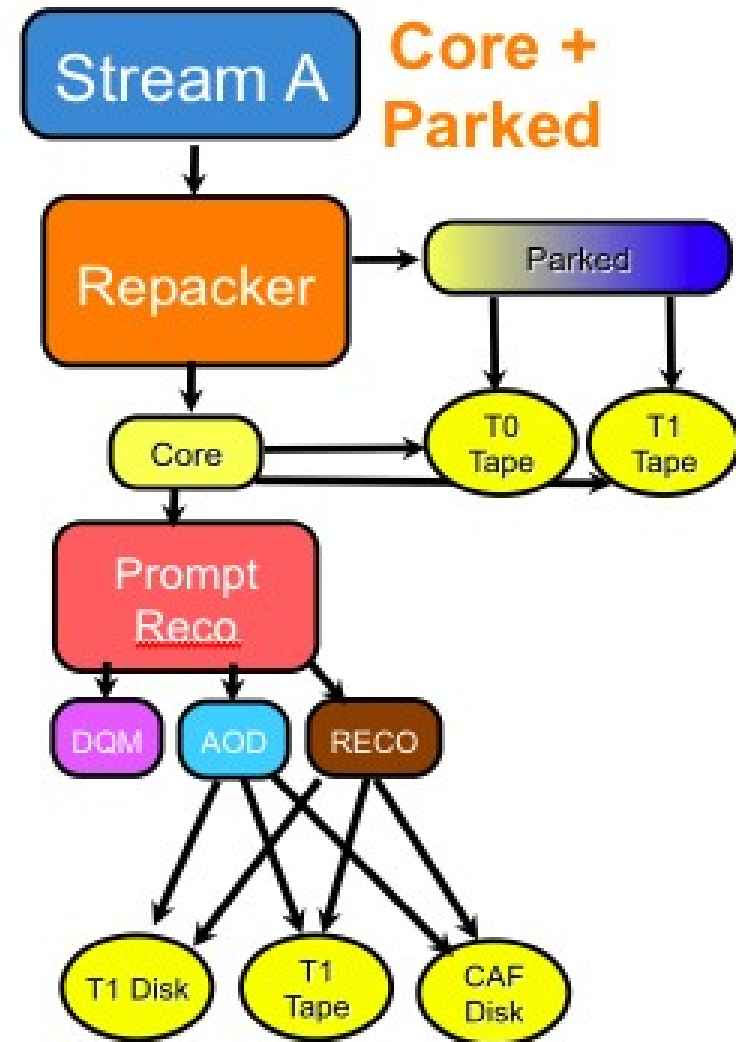 Stream A
Core +
Parked
Repacker
Parked
Core
T0
Tape
T1
Tape
Prompt
Reco
DQM
AOD
RECO
T1 Disk
T1
Tape
CAF
Disk